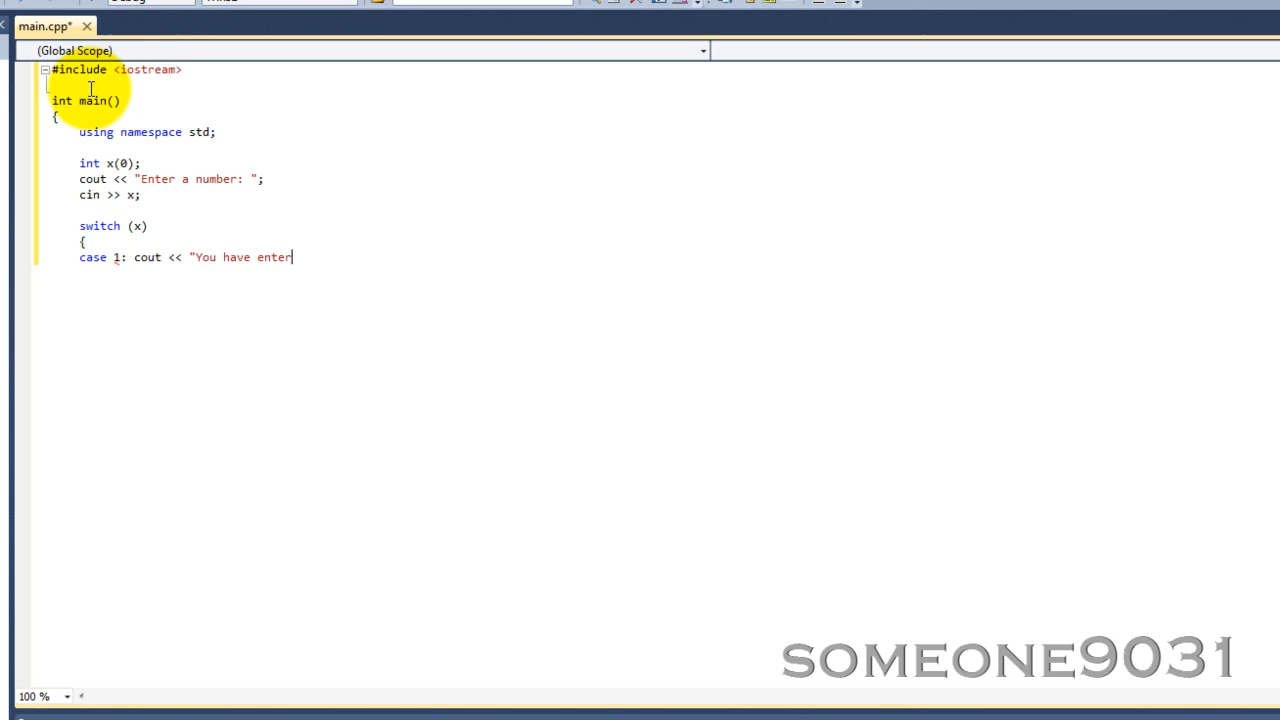 main.cpp*
(Global Scope)
#include <iostream>
int main()
{
using namespace std;
int x(0);
cout << "Enter a number: ";
cin >> x;
switch (x)
{
case 1: cout << "You have enter
SOMEONE9031
100 %